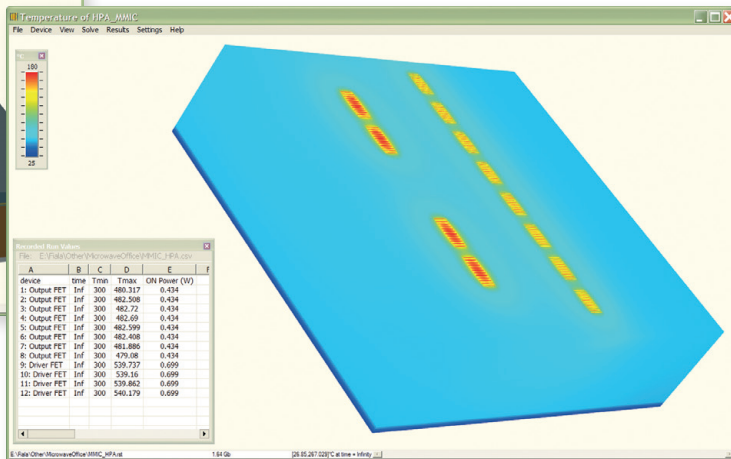 Temperature of HPA_MMIC
File Device View Solve Results Settings Help
°C
180
25
Recorded Run Values
File: E:\Fiala\Other\MicrowaveOffice\MMIC_HPA.csv
A B C D E F
device time Tmin Tmax ON Power (W)
1: Output FET Inf 300 480.317 0.434
2: Output FET Inf 300 482.508 0.434
3: Output FET Inf 300 482.72 0.434
4: Output FET Inf 300 482.69 0.434
5: Output FET Inf 300 482.599 0.434
6: Output FET Inf 300 482.408 0.434
7: Output FET Inf 300 481.886 0.434
8: Output FET Inf 300 479.08 0.434
9: Driver FET Inf 300 539.737 0.699
10: Driver FET Inf 300 539.16 0.699
11: Driver FET Inf 300 539.862 0.699
12: Driver FET Inf 300 540.179 0.699
E:\Fiala\Other\MicrowaveOffice\MMIC_HPA.rst 1.64 Gb [26.85,267.029]°C at time = Infinity